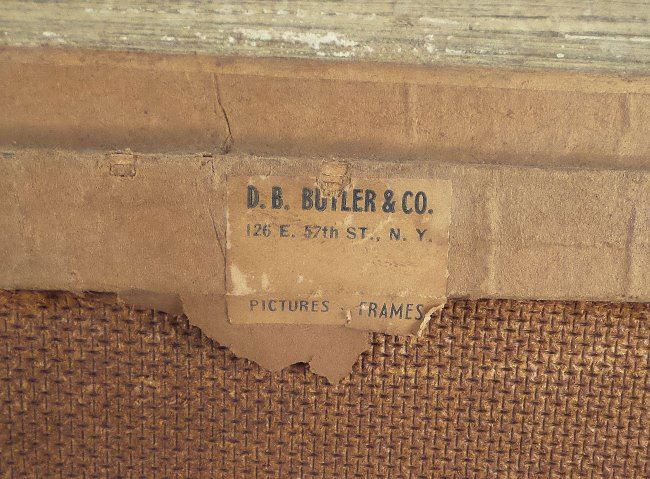 D. B. BUTLER & CO.
126 E. 57th ST., N. Y.
PICTURES - FRAMES